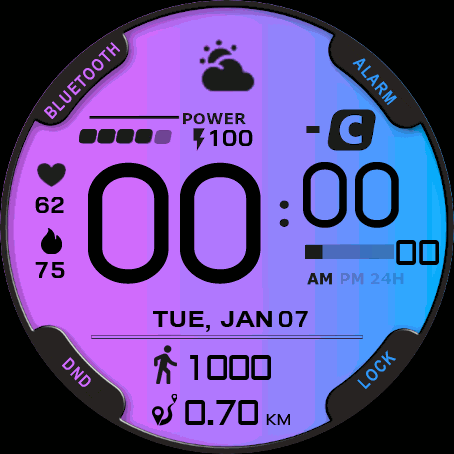 BLUETOOTH
ALARM
POWER
100
- C
62
00 : 00
75
00
AM PM 24H
TUE, JAN 07
DND
1000
LOCK
0.70 KM